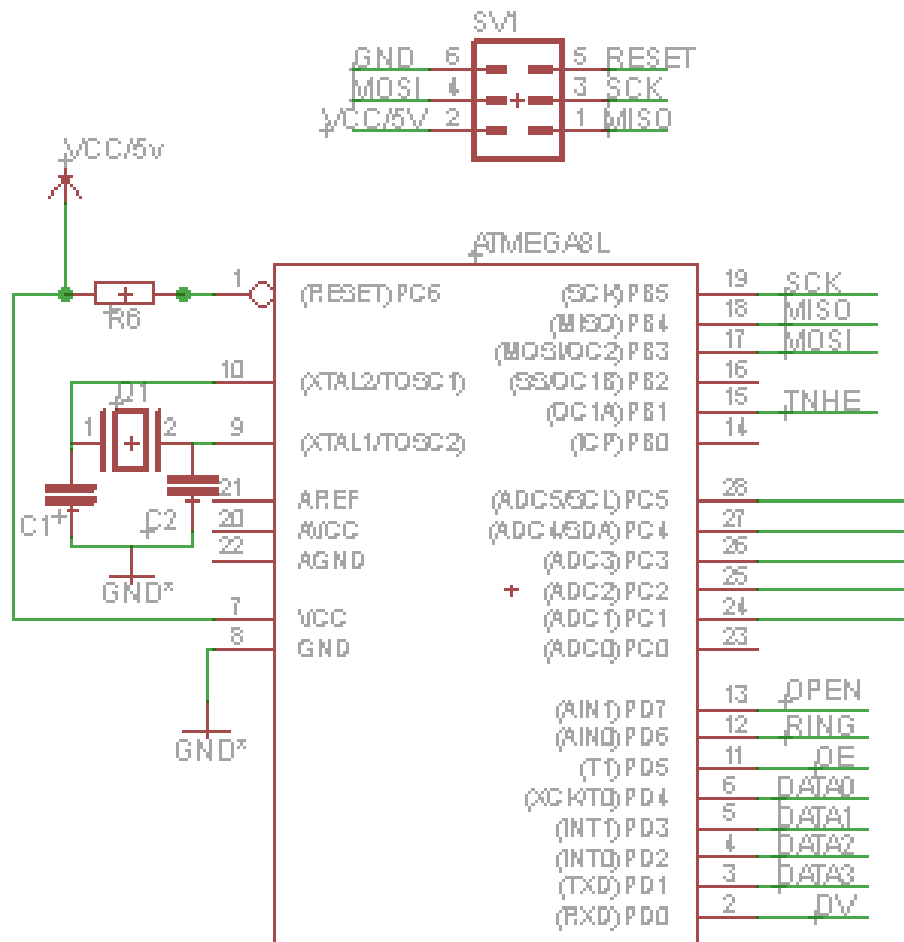 SV1
GND 6 5 RESET
MOSI 4 3 SCK
VCC/5V 2 1 MISO
VCC/5v
ATMEGA8L
R6
1 (RESET)PC6
10 (XTAL2/TOSC1)
Q1
1 2
9 (XTAL1/TOSC2)
C1
C2
21 AREF
20 AVCC
22 AGND
GND*
7 VCC
8 GND
GND*
(SCK)PB5 19 SCK
(MISO)PB4 18 MISO
(MOSI/OC2)PB3 17 MOSI
(SS/OC1B)PB2 16
(OC1A)PB1 15 TNHE
(ICP)PB0 14
(ADC5/SCL)PC5 28
(ADC4/SDA)PC4 27
(ADC3)PC3 26
(ADC2)PC2 25
(ADC1)PC1 24
(ADC0)PC0 23
(AIN1)PD7 13 OPEN
(AIN0)PD6 12 RING
(T1)PD5 11 OE
(XCK/T0)PD4 6 DATA0
(INT1)PD3 5 DATA1
(INT0)PD2 4 DATA2
(TXD)PD1 3 DATA3
(RXD)PD0 2 DV